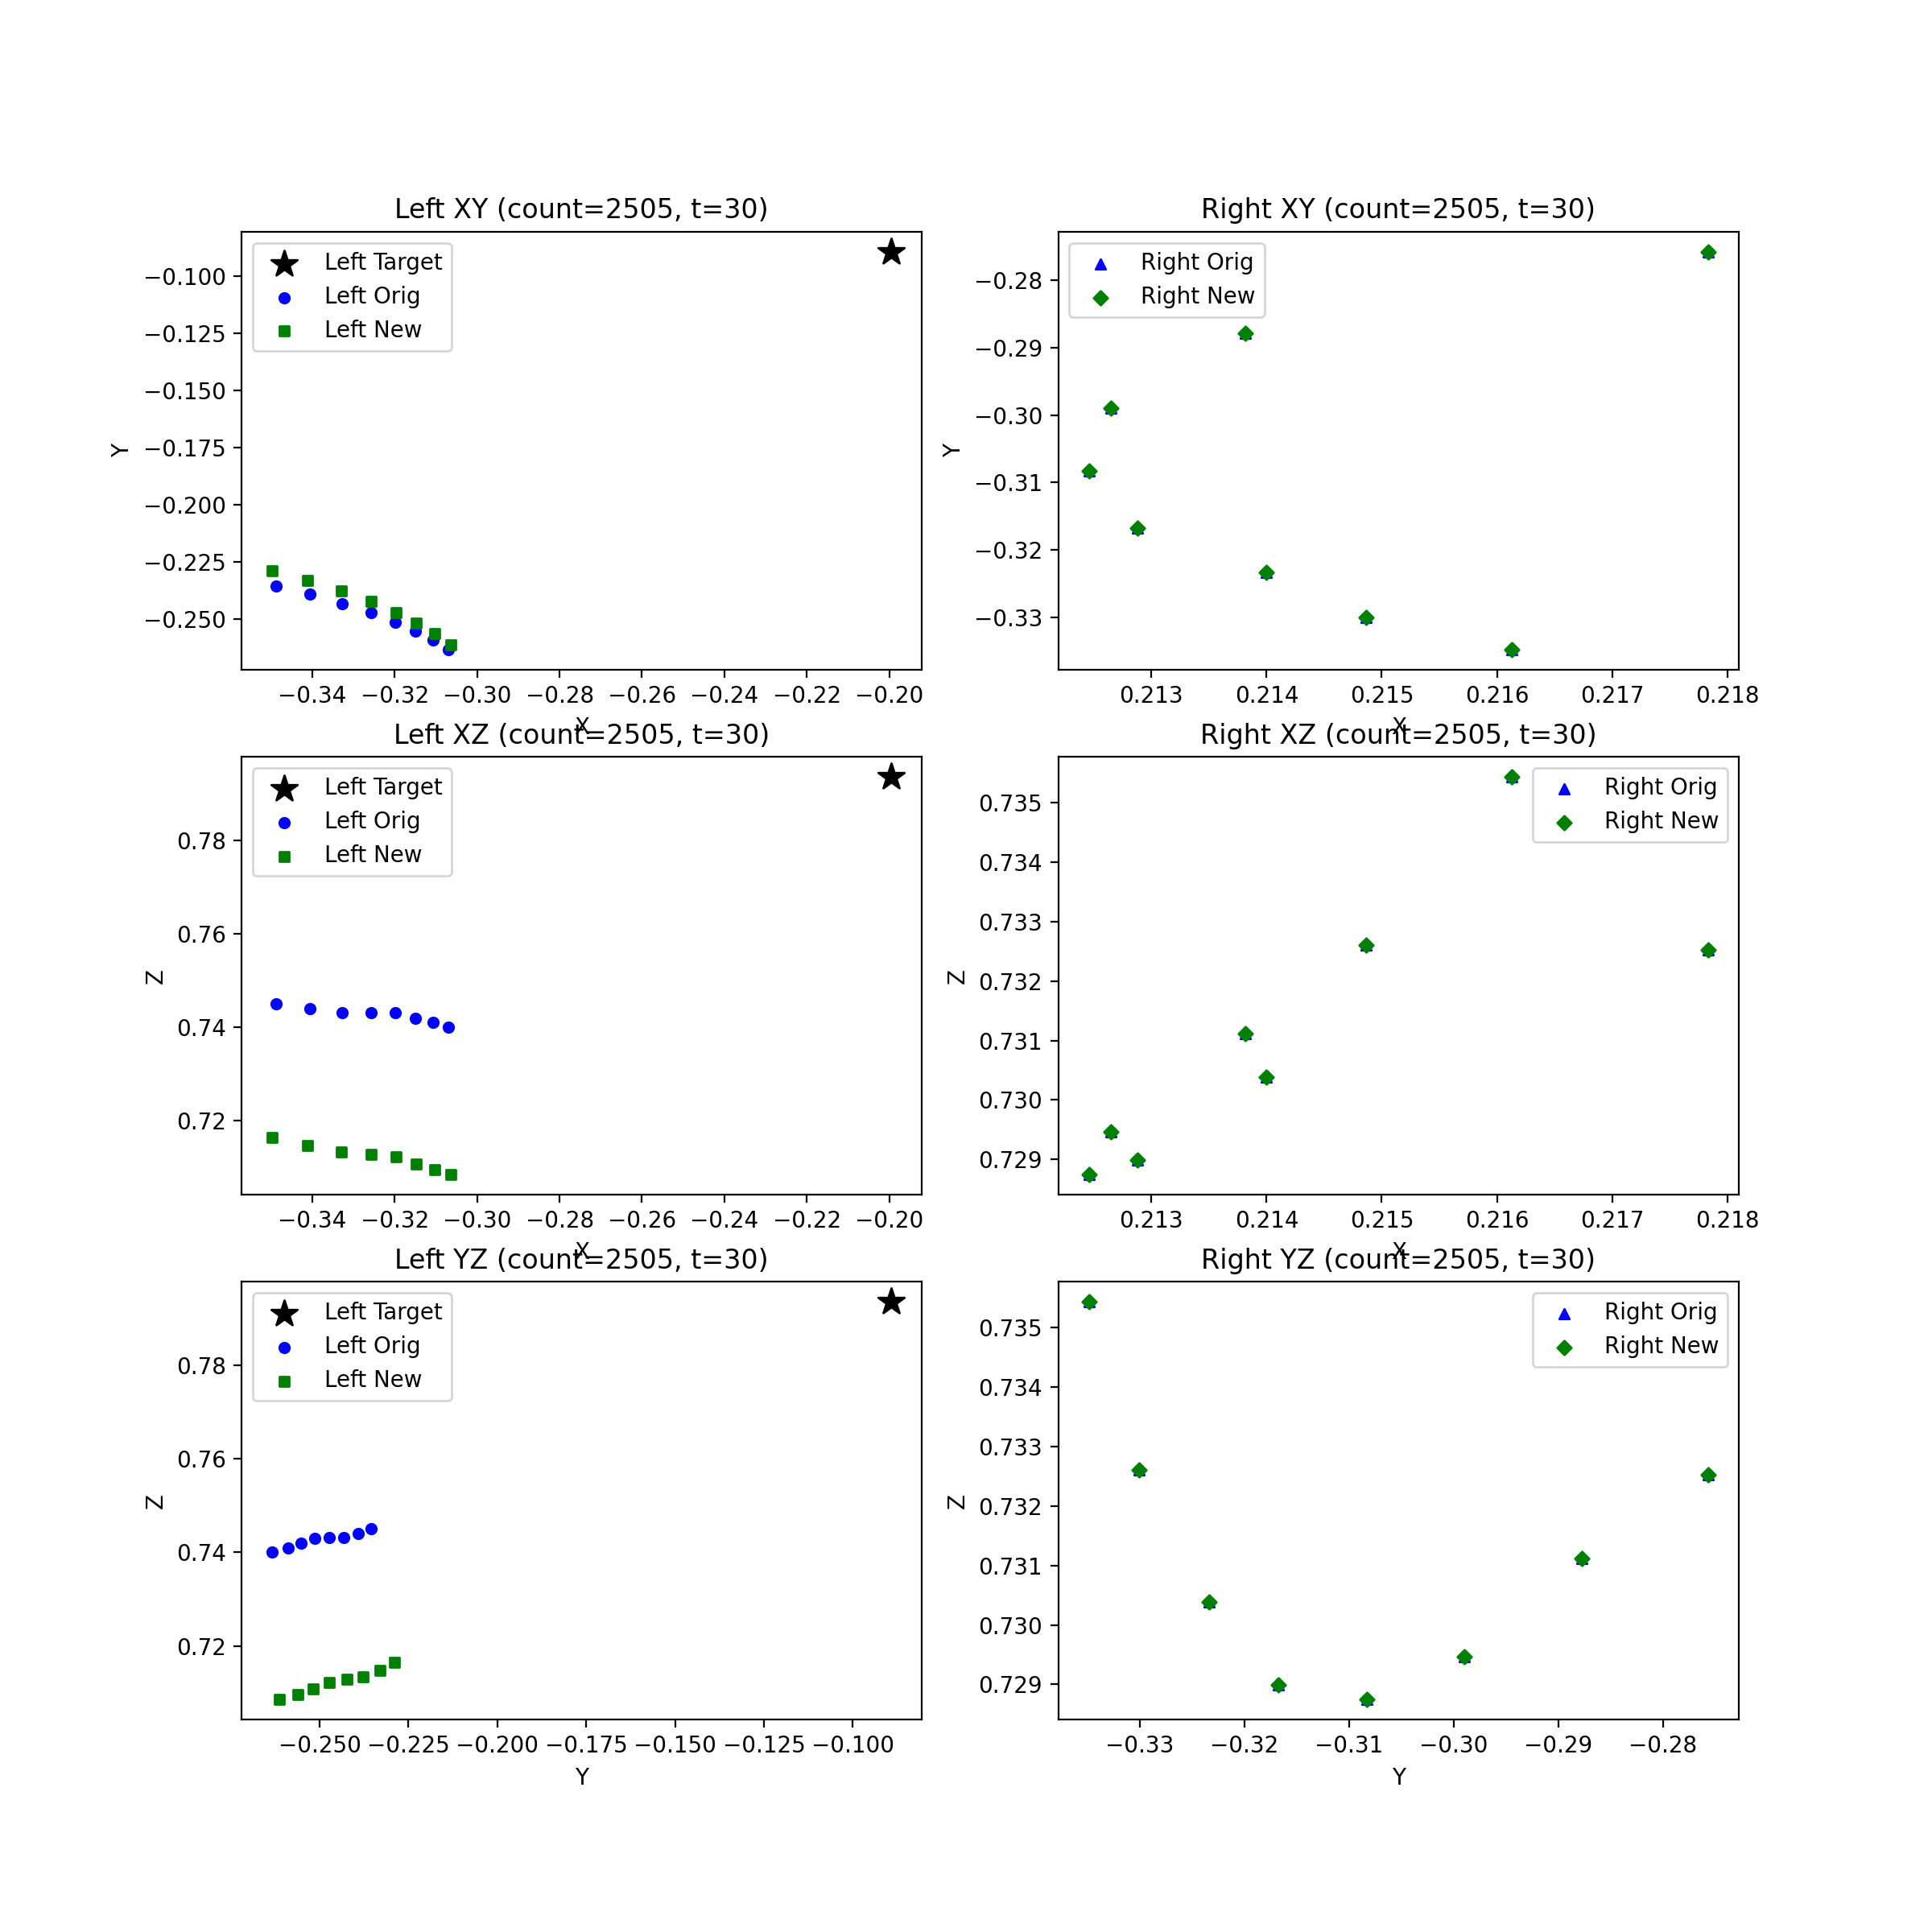 Left XY (count=2505, t=30)
Left Target
Left Orig
Left New
Y
−0.100
−0.125
−0.150
−0.175
−0.200
−0.225
−0.250
−0.34 −0.32 −0.30 −0.28 −0.26 −0.24 −0.22 −0.20
X
Right XY (count=2505, t=30)
Right Orig
Right New
Y
−0.28
−0.29
−0.30
−0.31
−0.32
−0.33
0.213 0.214 0.215 0.216 0.217 0.218
X
Left XZ (count=2505, t=30)
Left Target
Left Orig
Left New
Z
0.78
0.76
0.74
0.72
−0.34 −0.32 −0.30 −0.28 −0.26 −0.24 −0.22 −0.20
X
Right XZ (count=2505, t=30)
Right Orig
Right New
Z
0.735
0.734
0.733
0.732
0.731
0.730
0.729
0.213 0.214 0.215 0.216 0.217 0.218
X
Left YZ (count=2505, t=30)
Left Target
Left Orig
Left New
Z
0.78
0.76
0.74
0.72
−0.250 −0.225 −0.200 −0.175 −0.150 −0.125 −0.100
Y
Right YZ (count=2505, t=30)
Right Orig
Right New
Z
0.735
0.734
0.733
0.732
0.731
0.730
0.729
−0.33 −0.32 −0.31 −0.30 −0.29 −0.28
Y